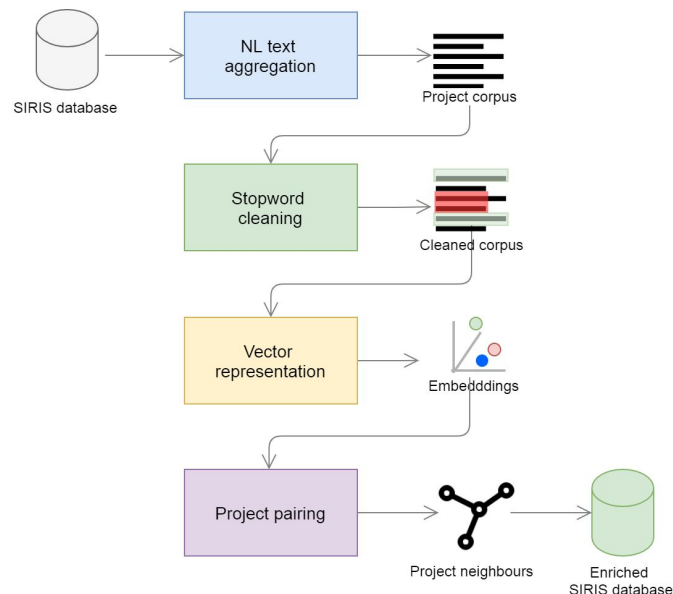 NL text
aggregation
SIRIS database
Project corpus
Stopword
cleaning
Cleaned corpus
Vector
representation
Embedddings
Project pairing
Project neighbours
Enriched
SIRIS database